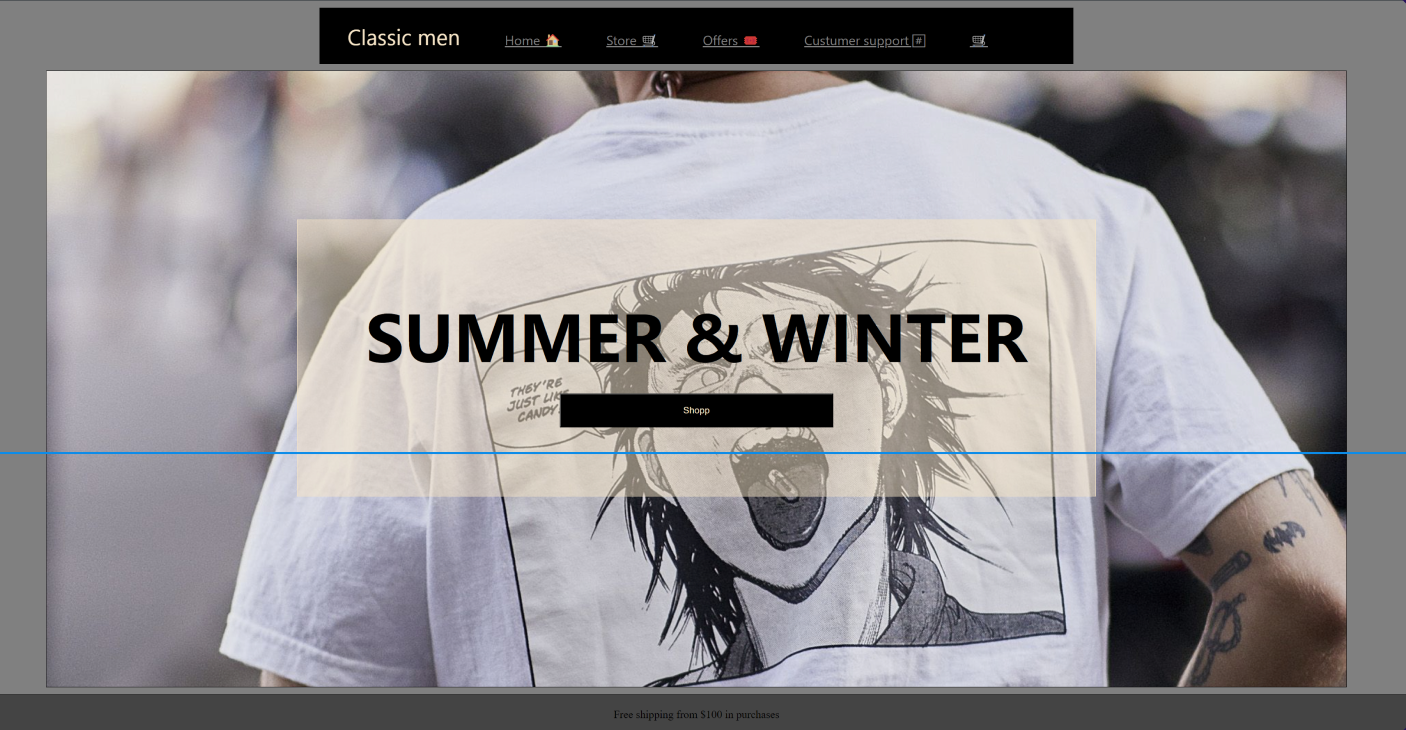 Classic men Home 🏠 Store 🛒 Offers 🎟 Custumer support #️⃣ 🛒
SUMMER & WINTER
THEY'RE
JUST LIKE
CANDY!
Shopp
Free shipping from $100 in purchases